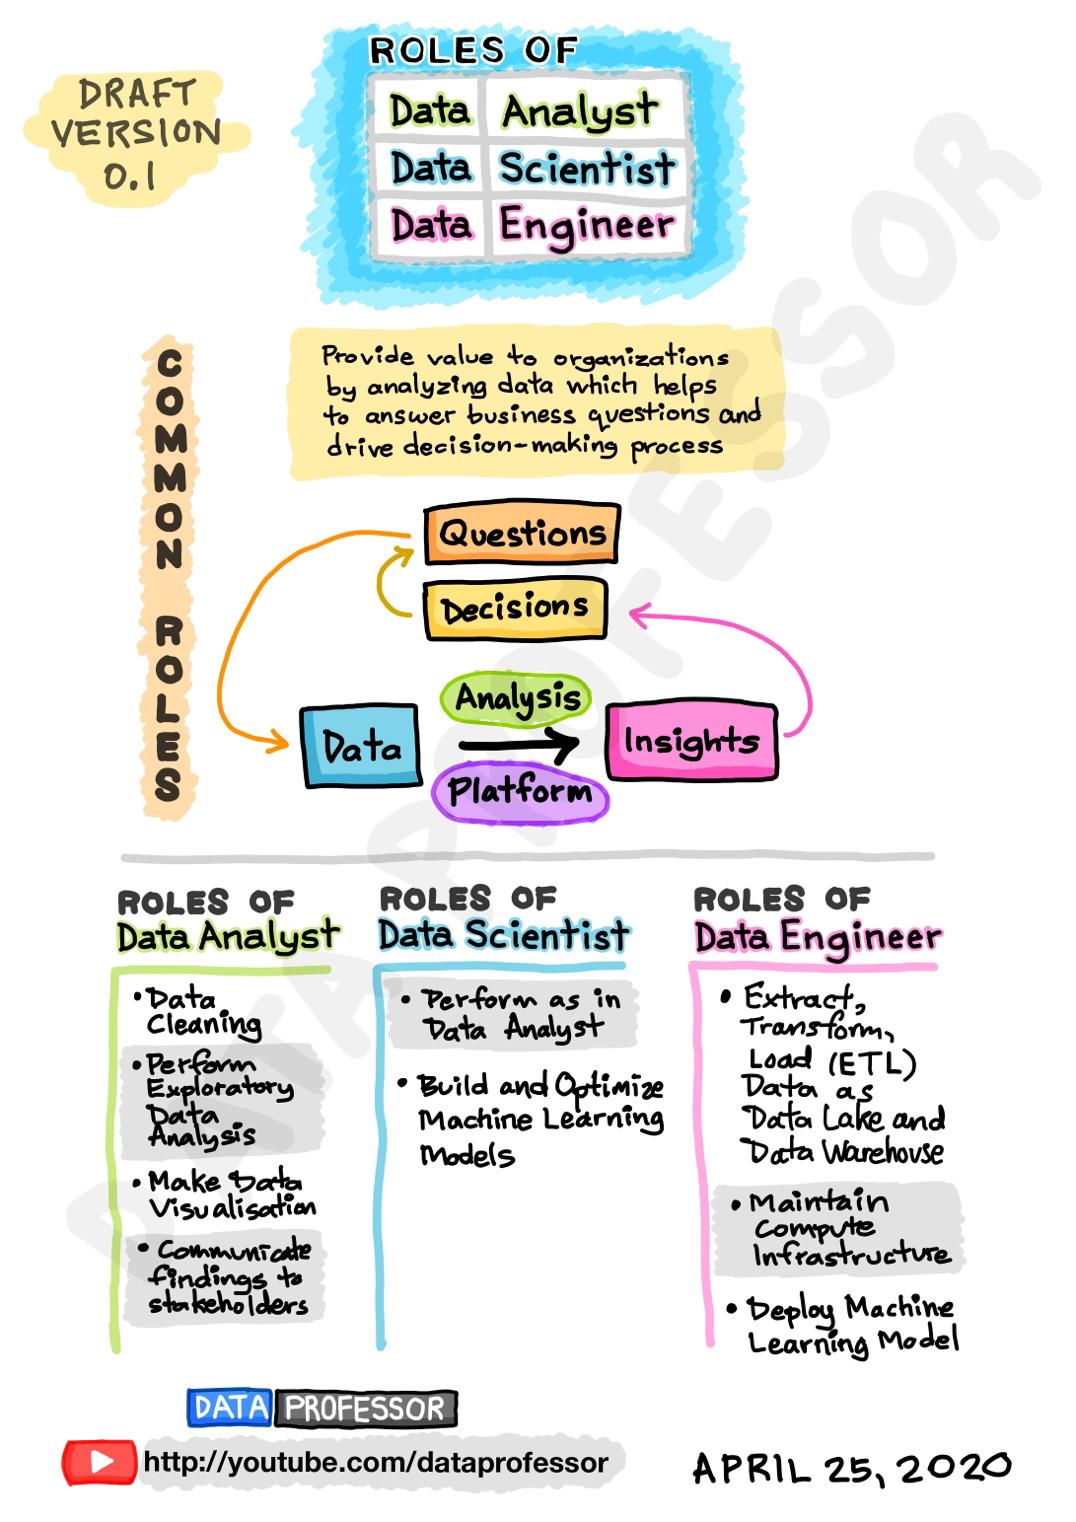 DRAFT
VERSION
0.1
ROLES OF
Data Analyst
Data Scientist
Data Engineer
COMMON ROLES
Provide value to organizations
by analyzing data which helps
to answer business questions and
drive decision-making process
Questions
Decisions
Analysis
Data
Insights
Platform
ROLES OF
Data Analyst
• Data
Cleaning
• Perform
Exploratory
Data
Analysis
• Make Data
Visualisation
• Communicate
findings to
stakeholders
ROLES OF
Data Scientist
• Perform as in
Data Analyst
• Build and Optimize
Machine Learning
Models
ROLES OF
Data Engineer
• Extract,
Transform,
Load (ETL)
Data as
Data Lake and
Data Warehouse
• Maintain
Compute
Infrastructure
• Deploy Machine
Learning Model
DATA PROFESSOR
DATA PROFESSOR
http://youtube.com/dataprofessor
APRIL 25, 2020